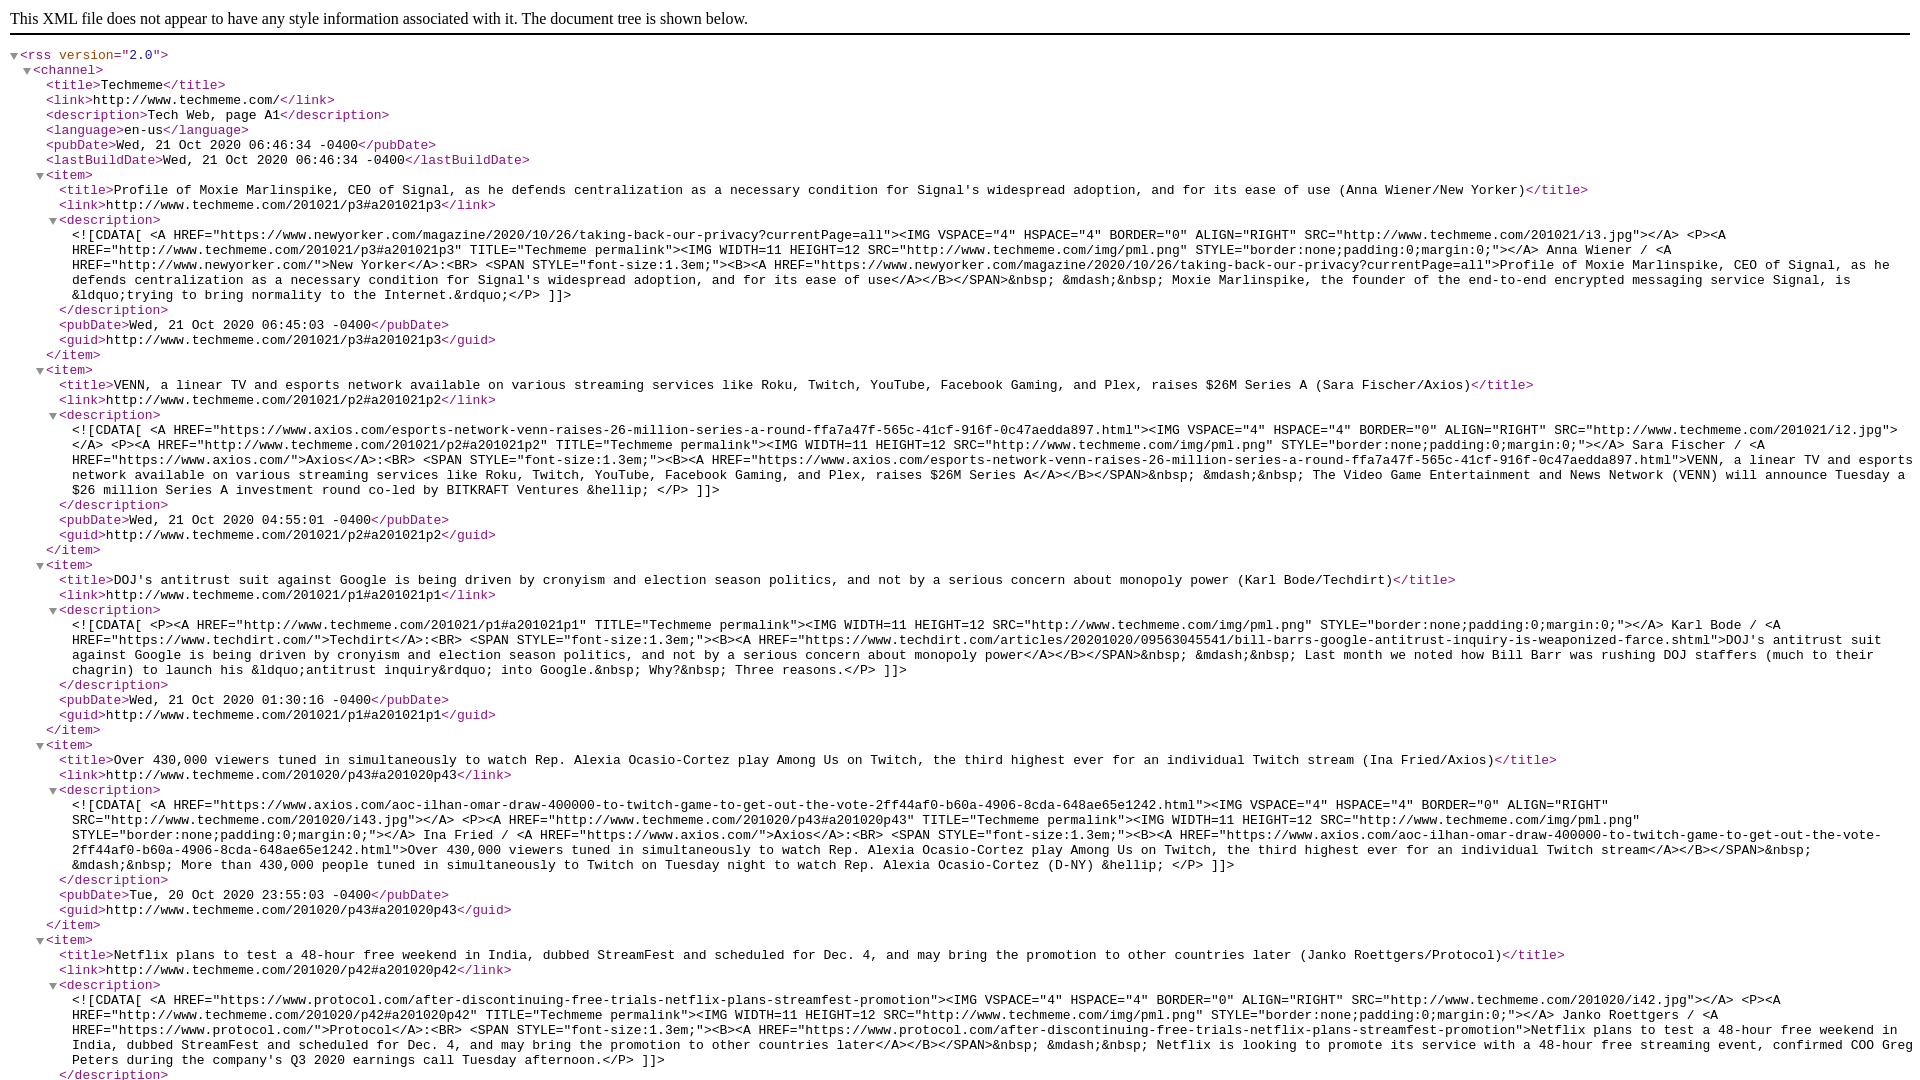 This XML file does not appear to have any style information associated with it. The document tree is shown below.
<rss version="2.0">
<channel>
<title>Techmeme</title>
<link>http://www.techmeme.com/</link>
<description>Tech Web, page A1</description>
<language>en-us</language>
<pubDate>Wed, 21 Oct 2020 06:46:34 -0400</pubDate>
<lastBuildDate>Wed, 21 Oct 2020 06:46:34 -0400</lastBuildDate>
<item>
<title>Profile of Moxie Marlinspike, CEO of Signal, as he defends centralization as a necessary condition for Signal's widespread adoption, and for its ease of use (Anna Wiener/New Yorker)</title>
<link>http://www.techmeme.com/201021/p3#a201021p3</link>
<description>
<![CDATA[ <A HREF="https://www.newyorker.com/magazine/2020/10/26/taking-back-our-privacy?currentPage=all"><IMG VSPACE="4" HSPACE="4" BORDER="0" ALIGN="RIGHT" SRC="http://www.techmeme.com/201021/i3.jpg"></A> <P><A
HREF="http://www.techmeme.com/201021/p3#a201021p3" TITLE="Techmeme permalink"><IMG WIDTH=11 HEIGHT=12 SRC="http://www.techmeme.com/img/pml.png" STYLE="border:none;padding:0;margin:0;"></A> Anna Wiener / <A
HREF="http://www.newyorker.com/">New Yorker</A>:<BR> <SPAN STYLE="font-size:1.3em;"><B><A HREF="https://www.newyorker.com/magazine/2020/10/26/taking-back-our-privacy?currentPage=all">Profile of Moxie Marlinspike, CEO of Signal, as he
defends centralization as a necessary condition for Signal's widespread adoption, and for its ease of use</A></B></SPAN>&nbsp; &mdash;&nbsp; Moxie Marlinspike, the founder of the end-to-end encrypted messaging service Signal, is
&ldquo;trying to bring normality to the Internet.&rdquo;</P> ]]>
</description>
<pubDate>Wed, 21 Oct 2020 06:45:03 -0400</pubDate>
<guid>http://www.techmeme.com/201021/p3#a201021p3</guid>
</item>
<item>
<title>VENN, a linear TV and esports network available on various streaming services like Roku, Twitch, YouTube, Facebook Gaming, and Plex, raises $26M Series A (Sara Fischer/Axios)</title>
<link>http://www.techmeme.com/201021/p2#a201021p2</link>
<description>
<![CDATA[ <A HREF="https://www.axios.com/esports-network-venn-raises-26-million-series-a-round-ffa7a47f-565c-41cf-916f-0c47aedda897.html"><IMG VSPACE="4" HSPACE="4" BORDER="0" ALIGN="RIGHT" SRC="http://www.techmeme.com/201021/i2.jpg">
</A> <P><A HREF="http://www.techmeme.com/201021/p2#a201021p2" TITLE="Techmeme permalink"><IMG WIDTH=11 HEIGHT=12 SRC="http://www.techmeme.com/img/pml.png" STYLE="border:none;padding:0;margin:0;"></A> Sara Fischer / <A
HREF="https://www.axios.com/">Axios</A>:<BR> <SPAN STYLE="font-size:1.3em;"><B><A HREF="https://www.axios.com/esports-network-venn-raises-26-million-series-a-round-ffa7a47f-565c-41cf-916f-0c47aedda897.html">VENN, a linear TV and esports
network available on various streaming services like Roku, Twitch, YouTube, Facebook Gaming, and Plex, raises $26M Series A</A></B></SPAN>&nbsp; &mdash;&nbsp; The Video Game Entertainment and News Network (VENN) will announce Tuesday a
$26 million Series A investment round co-led by BITKRAFT Ventures &hellip; </P> ]]>
</description>
<pubDate>Wed, 21 Oct 2020 04:55:01 -0400</pubDate>
<guid>http://www.techmeme.com/201021/p2#a201021p2</guid>
</item>
<item>
<title>DOJ's antitrust suit against Google is being driven by cronyism and election season politics, and not by a serious concern about monopoly power (Karl Bode/Techdirt)</title>
<link>http://www.techmeme.com/201021/p1#a201021p1</link>
<description>
<![CDATA[ <P><A HREF="http://www.techmeme.com/201021/p1#a201021p1" TITLE="Techmeme permalink"><IMG WIDTH=11 HEIGHT=12 SRC="http://www.techmeme.com/img/pml.png" STYLE="border:none;padding:0;margin:0;"></A> Karl Bode / <A
HREF="https://www.techdirt.com/">Techdirt</A>:<BR> <SPAN STYLE="font-size:1.3em;"><B><A HREF="https://www.techdirt.com/articles/20201020/09563045541/bill-barrs-google-antitrust-inquiry-is-weaponized-farce.shtml">DOJ's antitrust suit
against Google is being driven by cronyism and election season politics, and not by a serious concern about monopoly power</A></B></SPAN>&nbsp; &mdash;&nbsp; Last month we noted how Bill Barr was rushing DOJ staffers (much to their
chagrin) to launch his &ldquo;antitrust inquiry&rdquo; into Google.&nbsp; Why?&nbsp; Three reasons.</P> ]]>
</description>
<pubDate>Wed, 21 Oct 2020 01:30:16 -0400</pubDate>
<guid>http://www.techmeme.com/201021/p1#a201021p1</guid>
</item>
<item>
<title>Over 430,000 viewers tuned in simultaneously to watch Rep. Alexia Ocasio-Cortez play Among Us on Twitch, the third highest ever for an individual Twitch stream (Ina Fried/Axios)</title>
<link>http://www.techmeme.com/201020/p43#a201020p43</link>
<description>
<![CDATA[ <A HREF="https://www.axios.com/aoc-ilhan-omar-draw-400000-to-twitch-game-to-get-out-the-vote-2ff44af0-b60a-4906-8cda-648ae65e1242.html"><IMG VSPACE="4" HSPACE="4" BORDER="0" ALIGN="RIGHT"
SRC="http://www.techmeme.com/201020/i43.jpg"></A> <P><A HREF="http://www.techmeme.com/201020/p43#a201020p43" TITLE="Techmeme permalink"><IMG WIDTH=11 HEIGHT=12 SRC="http://www.techmeme.com/img/pml.png"
STYLE="border:none;padding:0;margin:0;"></A> Ina Fried / <A HREF="https://www.axios.com/">Axios</A>:<BR> <SPAN STYLE="font-size:1.3em;"><B><A HREF="https://www.axios.com/aoc-ilhan-omar-draw-400000-to-twitch-game-to-get-out-the-vote-
2ff44af0-b60a-4906-8cda-648ae65e1242.html">Over 430,000 viewers tuned in simultaneously to watch Rep. Alexia Ocasio-Cortez play Among Us on Twitch, the third highest ever for an individual Twitch stream</A></B></SPAN>&nbsp;
&mdash;&nbsp; More than 430,000 people tuned in simultaneously to Twitch on Tuesday night to watch Rep. Alexia Ocasio-Cortez (D-NY) &hellip; </P> ]]>
</description>
<pubDate>Tue, 20 Oct 2020 23:55:03 -0400</pubDate>
<guid>http://www.techmeme.com/201020/p43#a201020p43</guid>
</item>
<item>
<title>Netflix plans to test a 48-hour free weekend in India, dubbed StreamFest and scheduled for Dec. 4, and may bring the promotion to other countries later (Janko Roettgers/Protocol)</title>
<link>http://www.techmeme.com/201020/p42#a201020p42</link>
<description>
<![CDATA[ <A HREF="https://www.protocol.com/after-discontinuing-free-trials-netflix-plans-streamfest-promotion"><IMG VSPACE="4" HSPACE="4" BORDER="0" ALIGN="RIGHT" SRC="http://www.techmeme.com/201020/i42.jpg"></A> <P><A
HREF="http://www.techmeme.com/201020/p42#a201020p42" TITLE="Techmeme permalink"><IMG WIDTH=11 HEIGHT=12 SRC="http://www.techmeme.com/img/pml.png" STYLE="border:none;padding:0;margin:0;"></A> Janko Roettgers / <A
HREF="https://www.protocol.com/">Protocol</A>:<BR> <SPAN STYLE="font-size:1.3em;"><B><A HREF="https://www.protocol.com/after-discontinuing-free-trials-netflix-plans-streamfest-promotion">Netflix plans to test a 48-hour free weekend in
India, dubbed StreamFest and scheduled for Dec. 4, and may bring the promotion to other countries later</A></B></SPAN>&nbsp; &mdash;&nbsp; Netflix is looking to promote its service with a 48-hour free streaming event, confirmed COO Greg
Peters during the company's Q3 2020 earnings call Tuesday afternoon.</P> ]]>
</description>